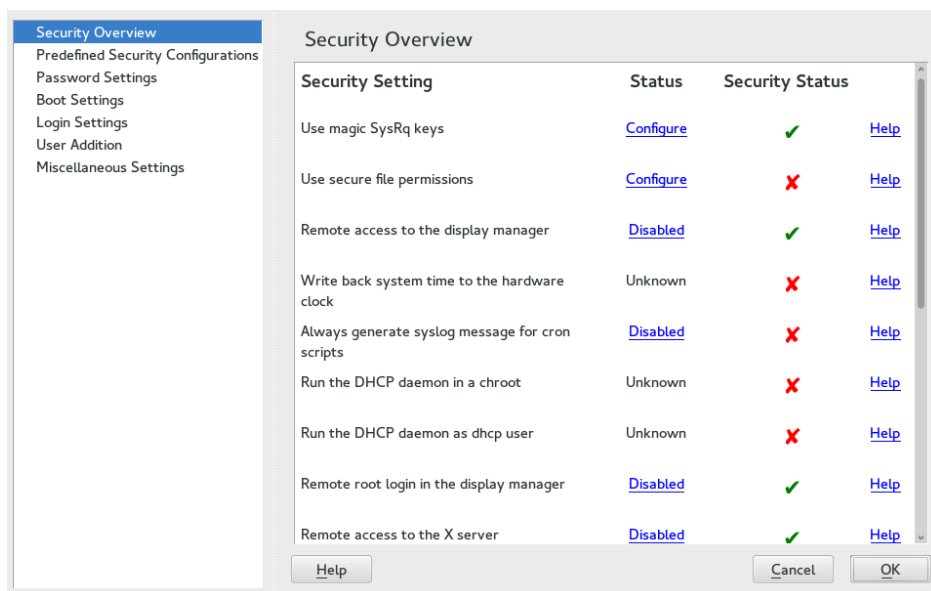 Security Overview
Predefined Security Configurations
Password Settings
Boot Settings
Login Settings
User Addition
Miscellaneous Settings
Security Overview
Security Setting Status Security Status
Use magic SysRq keys Configure Help
Use secure file permissions Configure Help
Remote access to the display manager Disabled Help
Write back system time to the hardware Unknown Help
clock
Always generate syslog message for cron Disabled Help
scripts
Run the DHCP daemon in a chroot Unknown Help
Run the DHCP daemon as dhcp user Unknown Help
Remote root login in the display manager Disabled Help
Remote access to the X server Disabled Help
Help Cancel OK